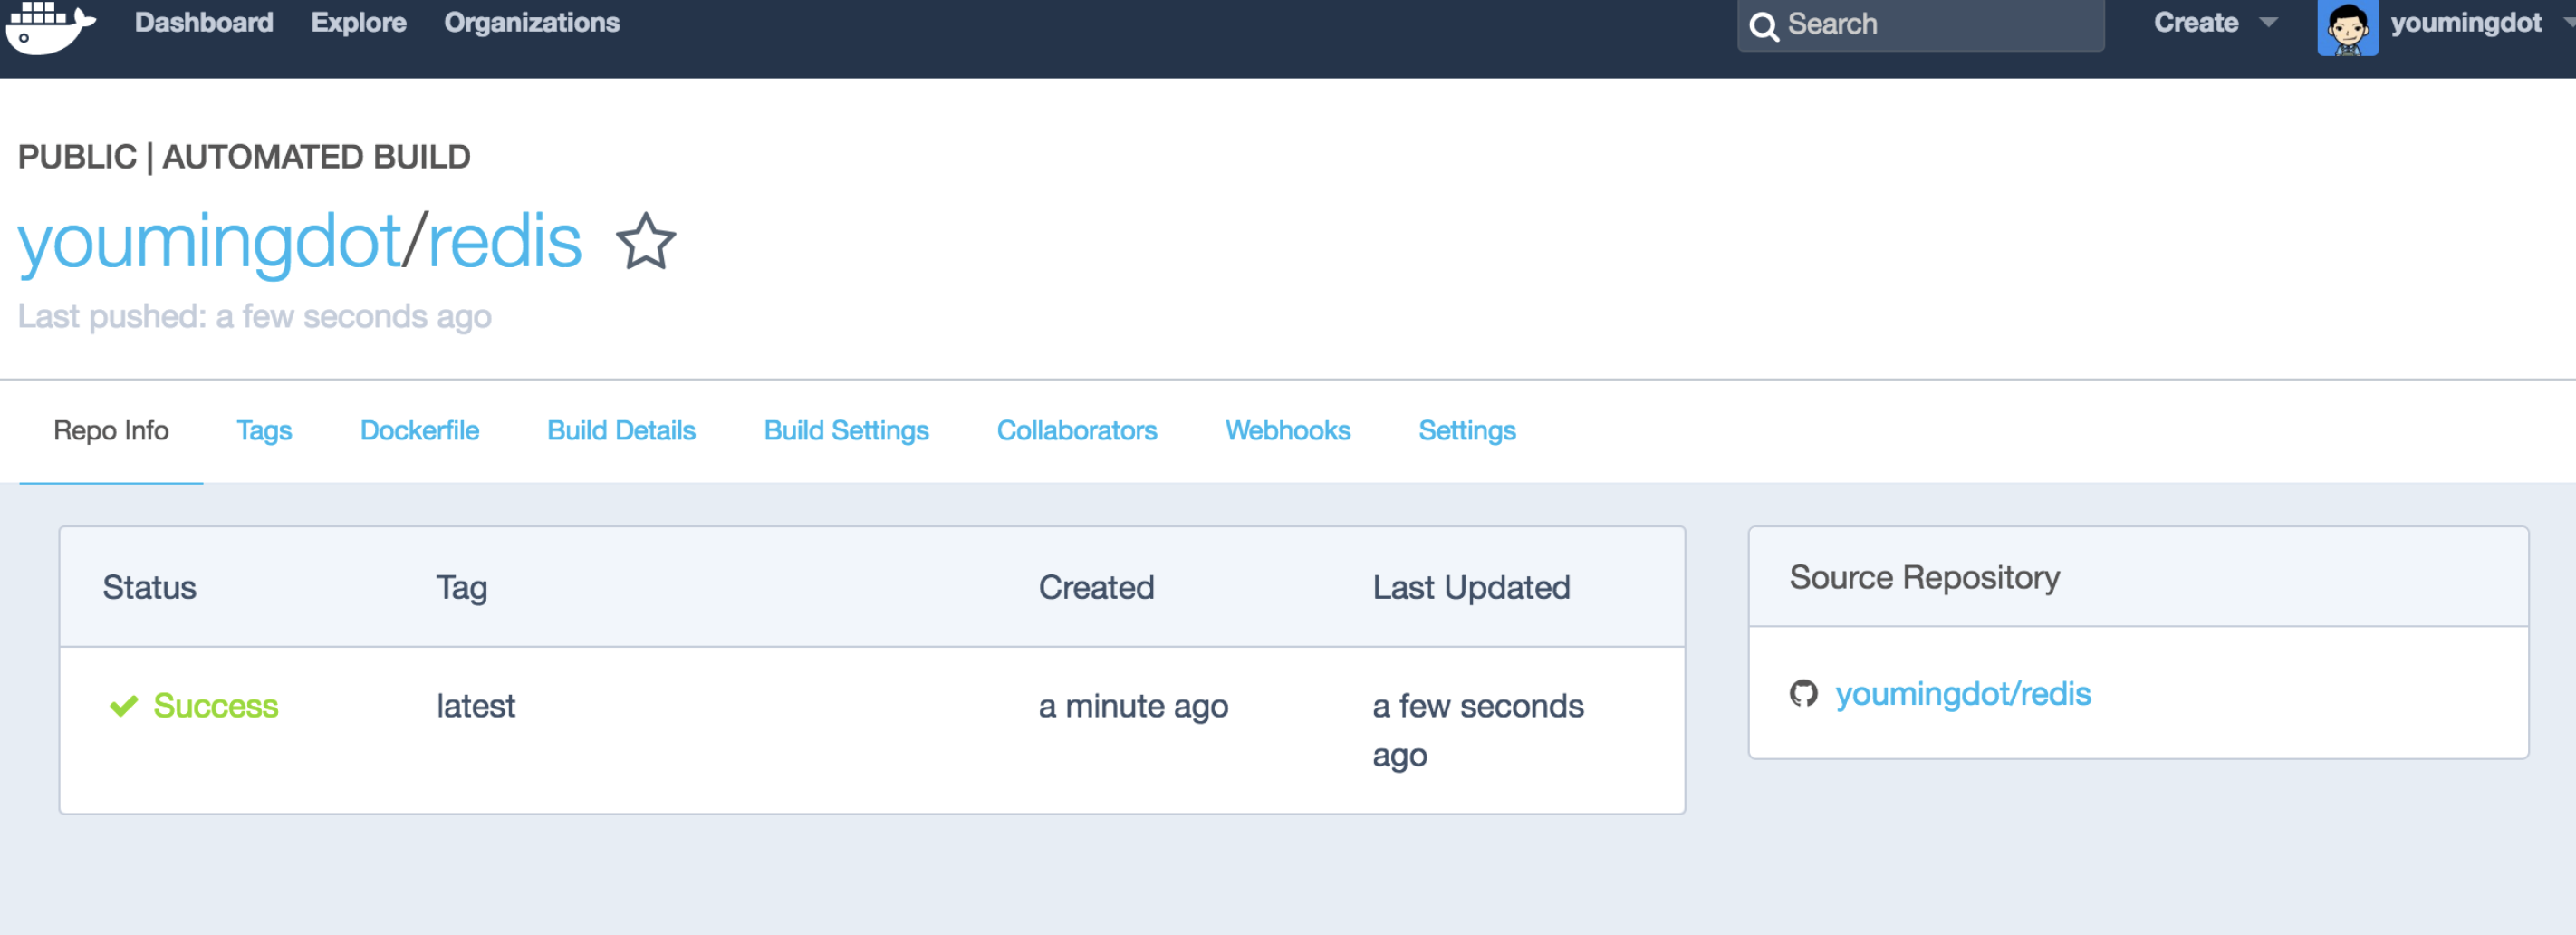 Dashboard Explore Organizations Search Create youmingdot
PUBLIC | AUTOMATED BUILD
youmingdot/redis
Last pushed: a few seconds ago
Repo Info Tags Dockerfile Build Details Build Settings Collaborators Webhooks Settings
Status Tag Created Last Updated
Success latest a minute ago a few seconds
ago
Source Repository
youmingdot/redis